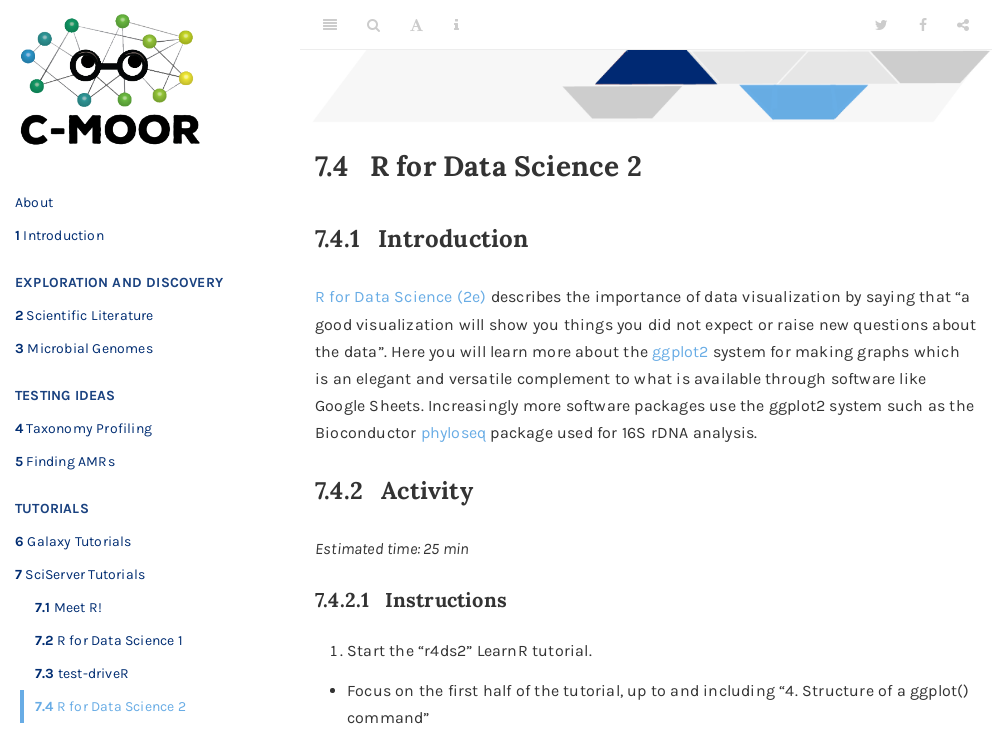 C-MOOR
About
1 Introduction
EXPLORATION AND DISCOVERY
2 Scientific Literature
3 Microbial Genomes
TESTING IDEAS
4 Taxonomy Profiling
5 Finding AMRs
TUTORIALS
6 Galaxy Tutorials
7 SciServer Tutorials
7.1 Meet R!
7.2 R for Data Science 1
7.3 test-driveR
7.4 R for Data Science 2
A
i
7.4 R for Data Science 2
7.4.1 Introduction
R for Data Science (2e) describes the importance of data visualization by saying that “a
good visualization will show you things you did not expect or raise new questions about
the data”. Here you will learn more about the ggplot2 system for making graphs which
is an elegant and versatile complement to what is available through software like
Google Sheets. Increasingly more software packages use the ggplot2 system such as the
Bioconductor phyloseq package used for 16S rDNA analysis.
7.4.2 Activity
Estimated time: 25 min
7.4.2.1 Instructions
1. Start the “r4ds2” LearnR tutorial.
• Focus on the first half of the tutorial, up to and including “4. Structure of a ggplot()
command”